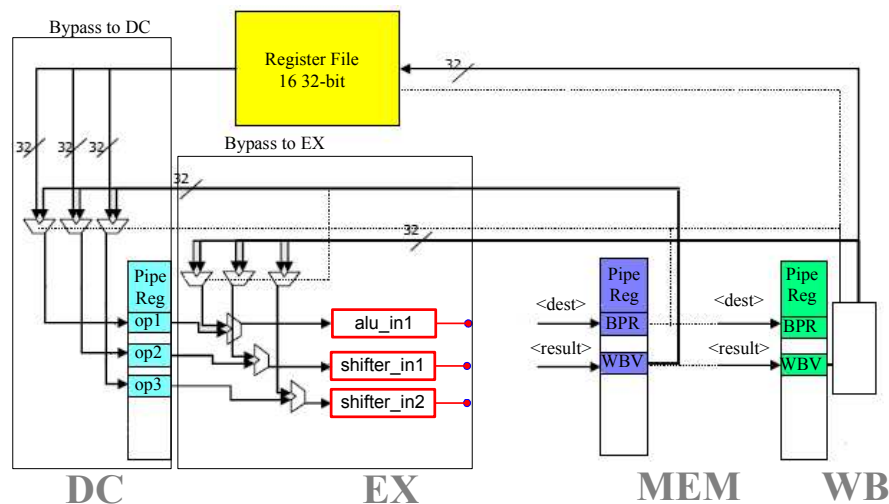 Bypass to DC
Register File
16 32-bit
32
32
32
32
Bypass to EX
32
32
Pipe
Reg
op1
op2
op3
alu_in1
shifter_in1
shifter_in2
<dest>
<result>
Pipe
Reg
BPR
WBV
<dest>
<result>
Pipe
Reg
BPR
WBV
DC
EX
MEM
WB